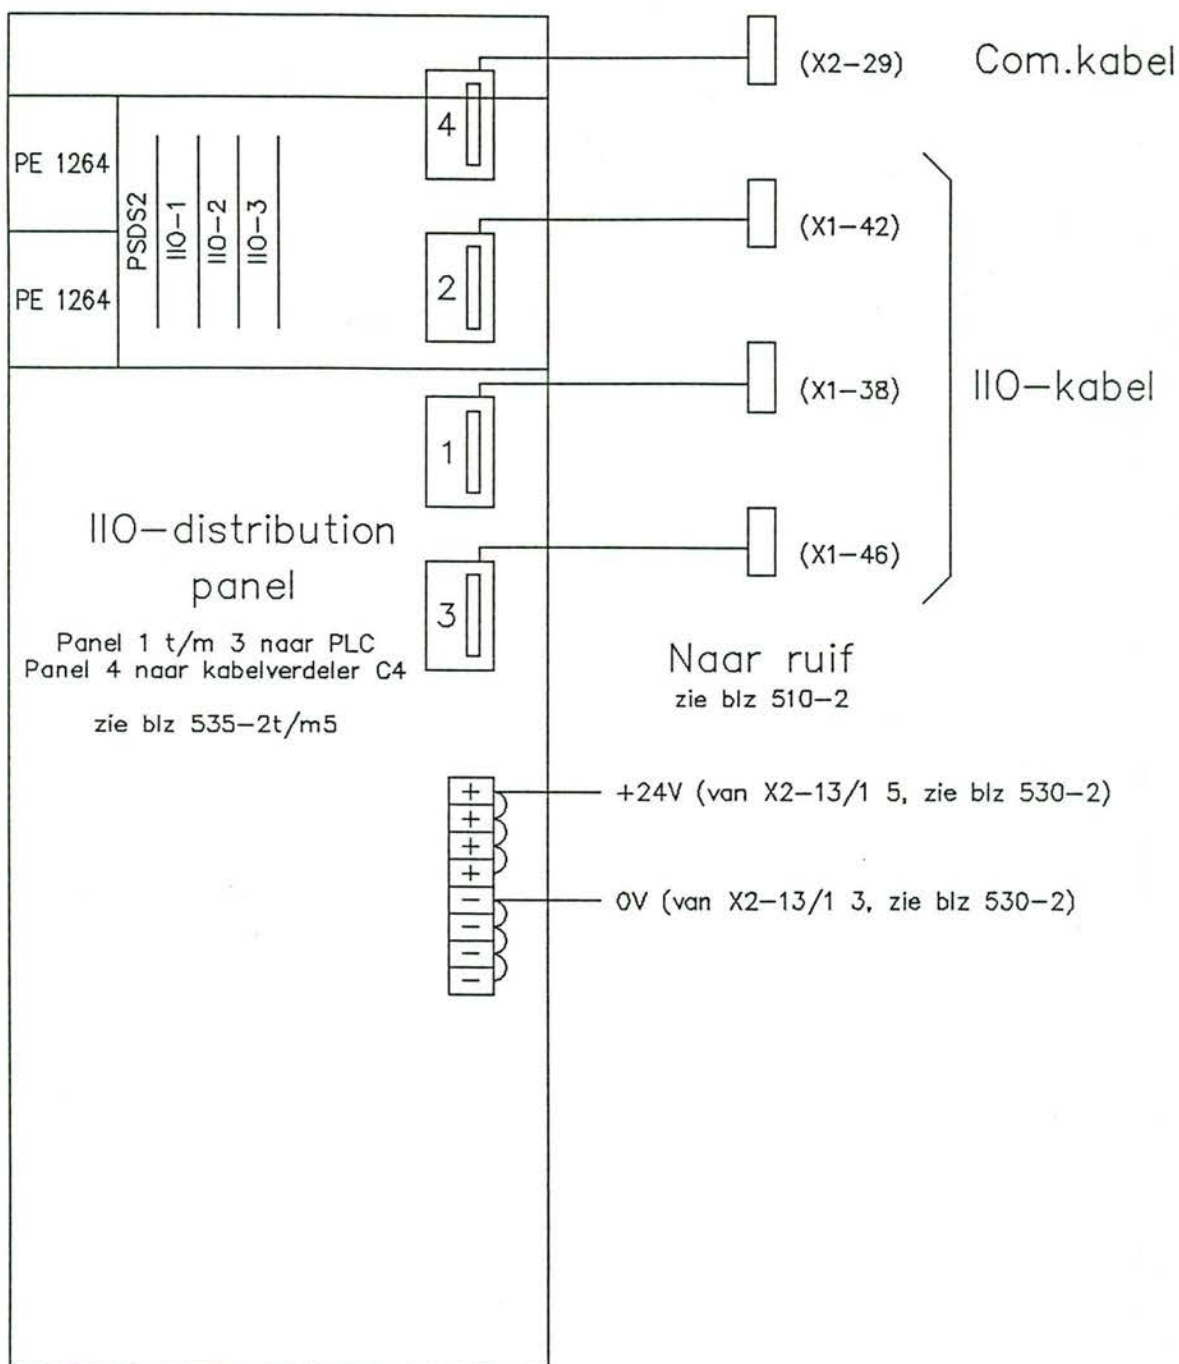 (X2-29)
Com.kabel
4
PE 1264
PE 1264
PSDS2
IIO-1
IIO-2
IIO-3
2
(X1-42)
1
(X1-38)
IIO-kabel
3
(X1-46)
IIO-distribution
panel
Panel 1 t/m 3 naar PLC
Panel 4 naar kabelverdeler C4
zie blz 535-2t/m5
Naar ruif
zie blz 510-2
+ +24V (van X2-13/1 5, zie blz 530-2)
+
+
+
- 0V (van X2-13/1 3, zie blz 530-2)
-
-
-